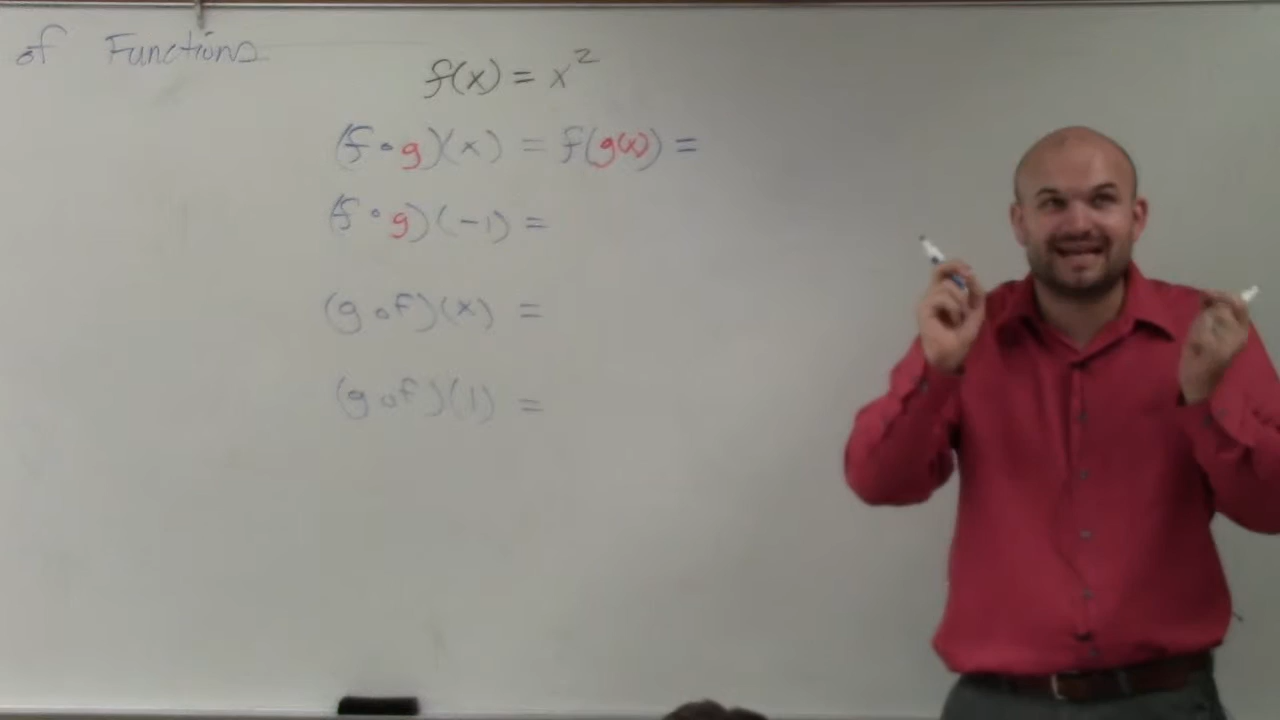 of Functions
f(x) = x²
(f∘g)(x) = f(g(x)) =
(f∘g)(-1) =
(g∘f)(x) =
(g∘f)(1) =